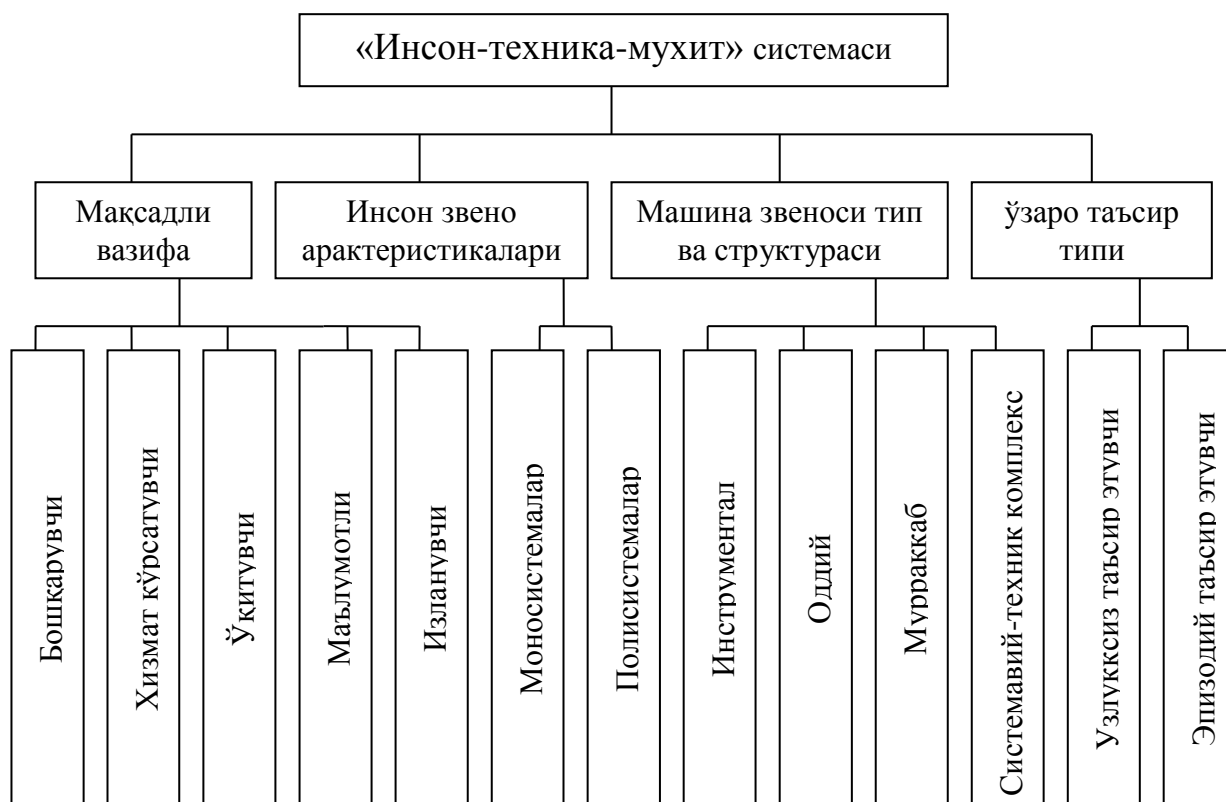 «Инсон-техника-мухит» системаси
Мақсадли
вазифа
Инсон звено
арактеристикалари
Машина звеноси тип
ва структураси
ўзаро таъсир
типи
Бошқарувчи
Хизмат кўрсатувчи
Ўқитувчи
Маълумотли
Изланувчи
Моносистемалар
Полисистемалар
Инструментал
Оддий
Мурраккаб
Системавий-техник комплекс
Узлукксиз таъсир этувчи
Эпизодий таъсир этувчи